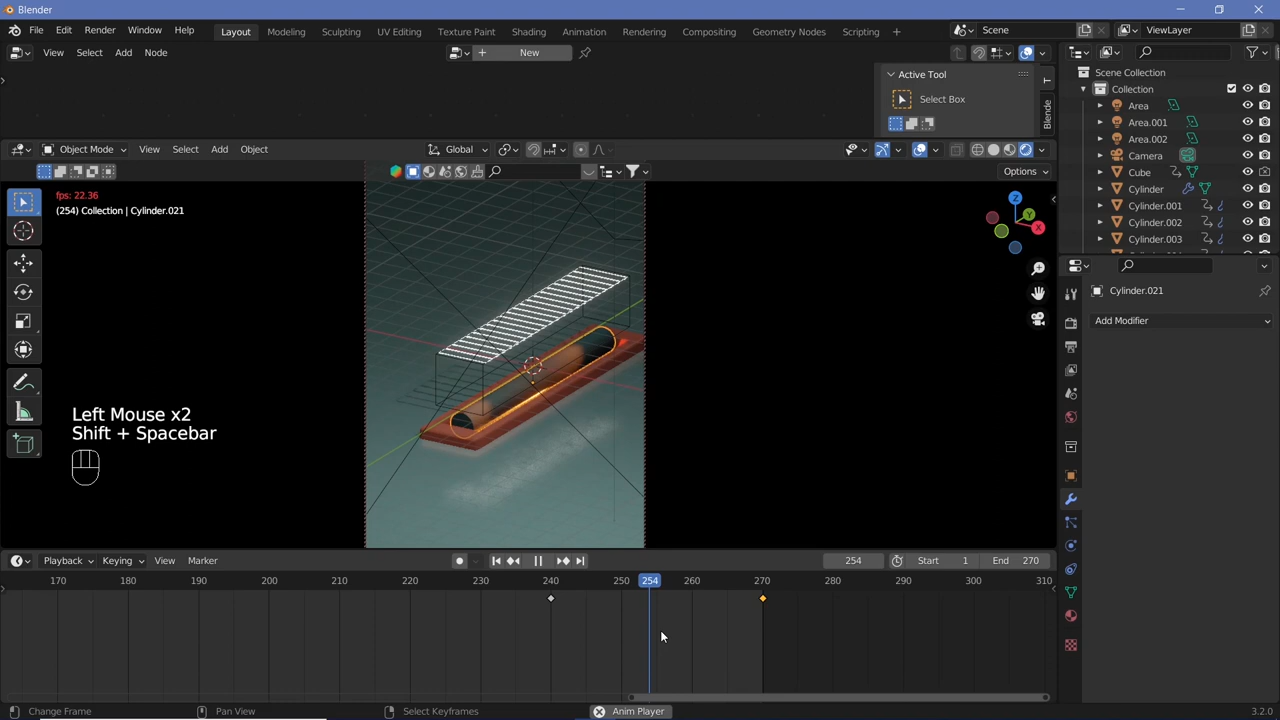 Blender
File Edit Render Window Help Layout Modeling Sculpting UV Editing Texture Paint Shading Animation Rendering Compositing Geometry Nodes Scripting + Scene ViewLayer
View Select Add Node New
Active Tool
Scene Collection
Collection
Select Box
Area
Blende
Area.001
Area.002
Object Mode View Select Add Object Global
Camera
Options
Cube
fps: 22.36
Cylinder
(254) Collection | Cylinder.021
Cylinder.001
Cylinder.002
Cylinder.003
Z
Y
X
Cylinder.021
Add Modifier
Left Mouse x2
Shift + Spacebar
Playback Keying View Marker 254 Start 1 End 270
170 180 190 200 210 220 230 240 250 254 260 270 280 290 300 310
Change Frame Pan View Select Keyframes Anim Player 3.2.0